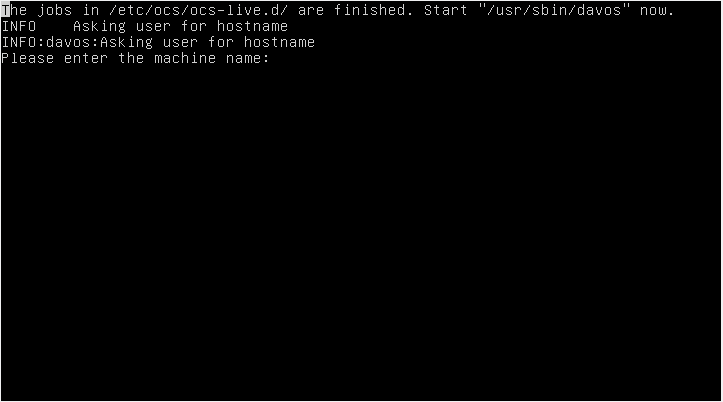 The jobs in /etc/ocs/ocs-live.d/ are finished. Start "/usr/sbin/davos" now.
INFO    Asking user for hostname
INFO:davos:Asking user for hostname
Please enter the machine name: